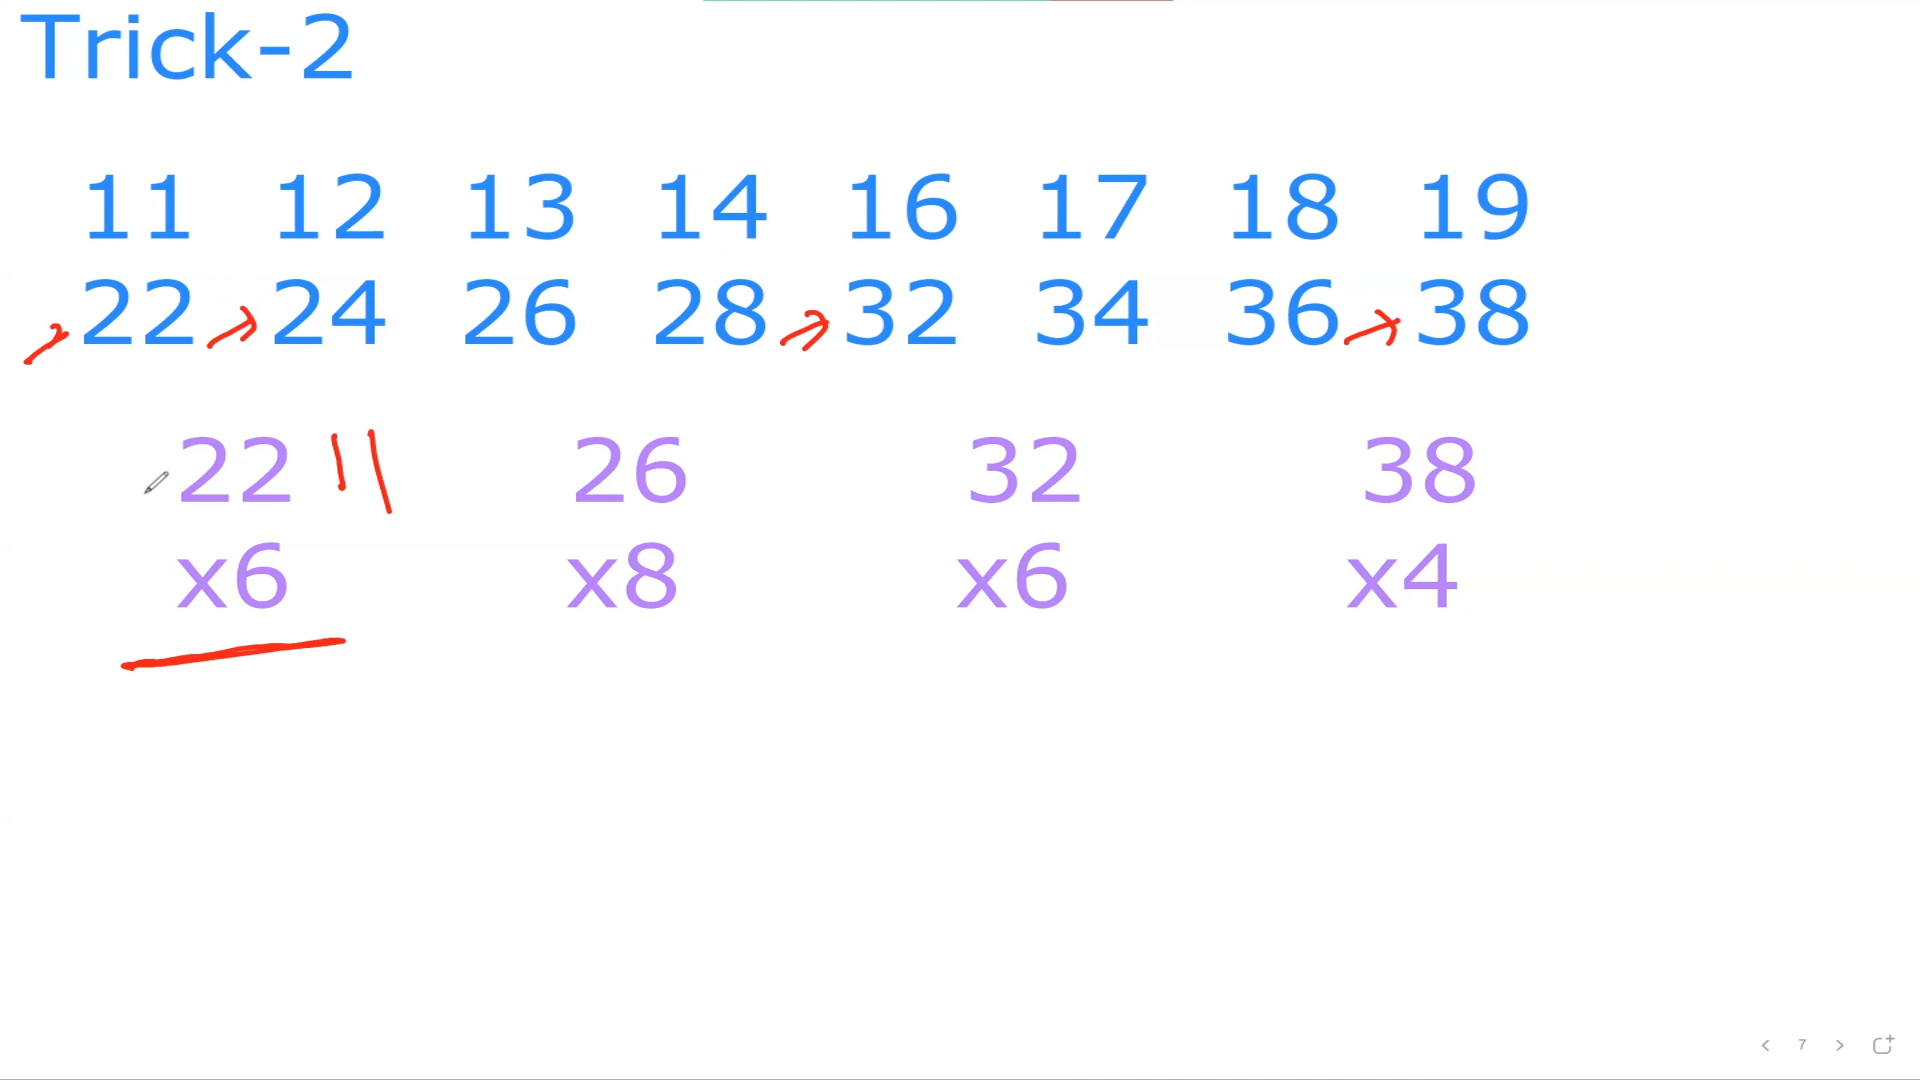 Trick-2
11 12 13 14 16 17 18 19
22 24 26 28 32 34 36 38
22 11 26 32 38
x6 x8 x6 x4
7